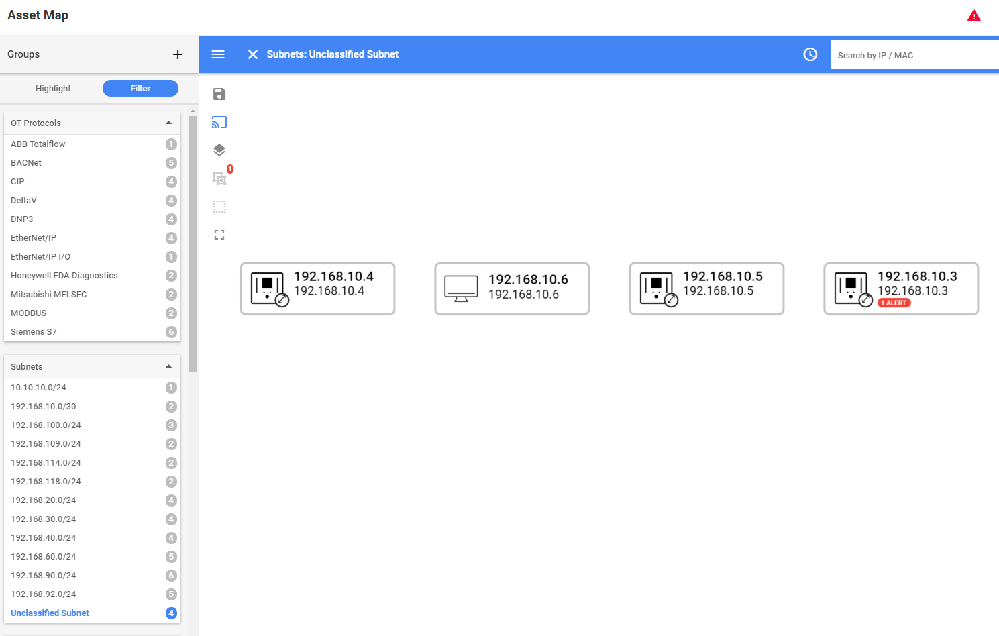 Asset Map
Groups
Subnets: Unclassified Subnet
Search by IP / MAC
Highlight
Filter
OT Protocols
ABB Totalflow 1
BACNet 5
CIP 4
DeltaV 4
DNP3 4
EtherNet/IP 4
EtherNet/IP I/O 1
Honeywell FDA Diagnostics 2
Mitsubishi MELSEC 2
MODBUS 2
Siemens S7 6
Subnets
10.10.10.0/24 1
192.168.10.0/30 2
192.168.100.0/24 3
192.168.109.0/24 2
192.168.114.0/24 2
192.168.118.0/24 2
192.168.20.0/24 4
192.168.30.0/24 4
192.168.40.0/24 4
192.168.60.0/24 5
192.168.90.0/24 6
192.168.92.0/24 5
Unclassified Subnet 4
1
192.168.10.4
192.168.10.4
192.168.10.6
192.168.10.6
192.168.10.5
192.168.10.5
192.168.10.3
192.168.10.3
1 ALERT